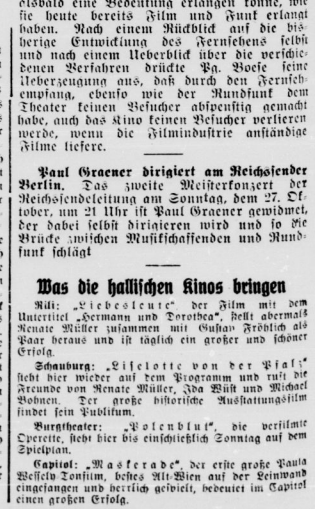 alsbald eine Bedeutung erlangen könne, wie
sie heute bereits Film und Funk erlangt
haben. Nach einem Rückblick auf die bis-
herige Entwicklung des Fernsehens selbst
und nach einem Ueberblick über die verschie-
denen Verfahren drückte Pg. Boese seine
Ueberzeugung aus, daß durch den Fernseh-
empfang, ebenso wie der Rundfunk dem
Theater keinen Besucher abspenstig gemacht
habe, auch das Kino keinen Besucher verlieren
werde, wenn die Filmindustrie anständige
Filme liefere.
Paul Graener dirigiert am Reichssender
Berlin. Das zweite Meisterkonzert der
Reichssendeleitung am Sonntag, dem 27. Ok-
tober, um 21 Uhr ist Paul Graener gewidmet,
der dabei selbst dirigieren wird und so die
Brücke zwischen Musikschaffenden und Rund-
funk schlägt
Was die hallischen Kinos bringen
Rili: „Liebesleute“ der Film mit dem
Untertitel „Hermann und Dorothea“, stellt abermals
Renate Müller zusammen mit Gustav Fröhlich als
Paar heraus und ist täglich ein großer und schöner
Erfolg.
Schauburg: „Liselotte von der Pfalz“
steht hier wieder auf dem Programm und ruft die
Freunde von Renate Müller, Ida Wüst und Michael
Bohnen. Der große historische Ausstattungsfilm
findet sein Publikum.
Burgtheater: „Polenblut“, die verfilmte
Operette, steht hier bis einschließlich Sonntag auf dem
Spielplan.
Capitol: „Maskerade“, der erste große Paula
Wessely Tonfilm, bestes Alt-Wien auf der Leinwand
eingefangen und herrlich gespielt, bedeutet im Capitol
einen großen Erfolg.